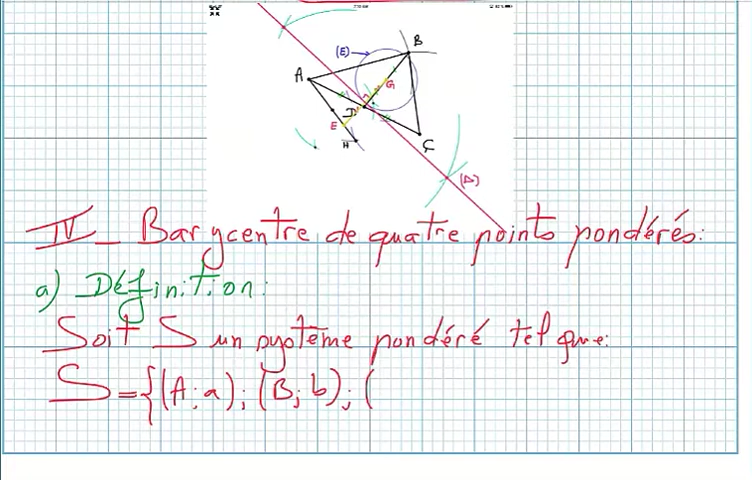 (E)
B
A
G
D
E
H
C
(Δ)
IV_ Barycentre de quatre points pondérés:
a) Définition:
Soit S un système pondéré tel que:
S={(A;a);(B;b);(